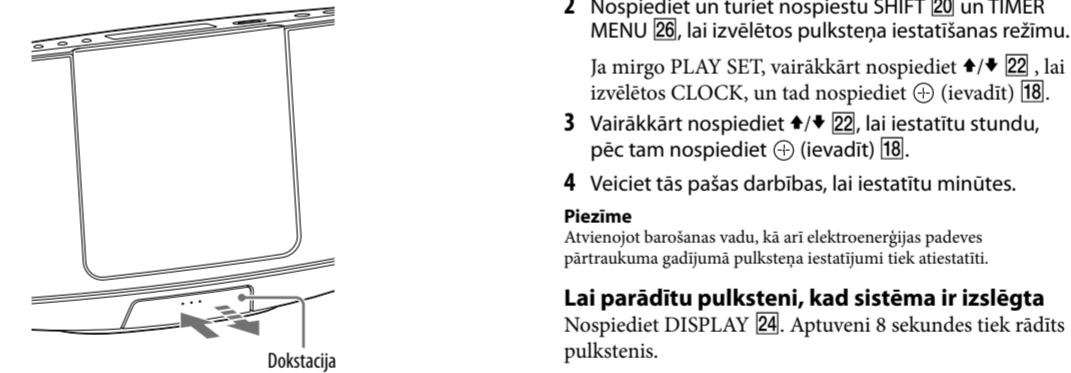 Dokstacija
2 Nospiediet un turiet nospiestu SHIFT 20 un TIMER
MENU 26, lai izvēlētos pulksteņa iestatīšanas režīmu.
Ja mirgo PLAY SET, vairākkārt nospiediet ↑/↓ 22 , lai
izvēlētos CLOCK, un tad nospiediet ⊕ (ievadīt) 18.
3 Vairākkārt nospiediet ↑/↓ 22, lai iestatītu stundu,
pēc tam nospiediet ⊕ (ievadīt) 18.
4 Veiciet tās pašas darbības, lai iestatītu minūtes.
Piezīme
Atvienojot barošanas vadu, kā arī elektroenerģijas padeves
pārtraukuma gadījumā pulksteņa iestatījumi tiek atiestatīti.
Lai parādītu pulksteni, kad sistēma ir izslēgta
Nospiediet DISPLAY 24. Aptuveni 8 sekundes tiek rādīts
pulkstenis.